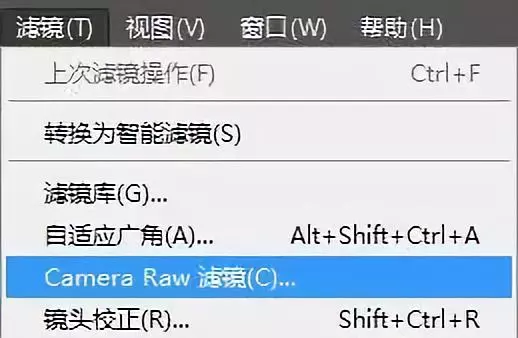 滤镜(T) 视图(V) 窗口(W) 帮助(H)
上次滤镜操作(F) Ctrl+F
转换为智能滤镜(S)
滤镜库(G)...
自适应广角(A)... Alt+Shift+Ctrl+A
Camera Raw 滤镜(C)...
镜头校正(R)... Shift+Ctrl+R